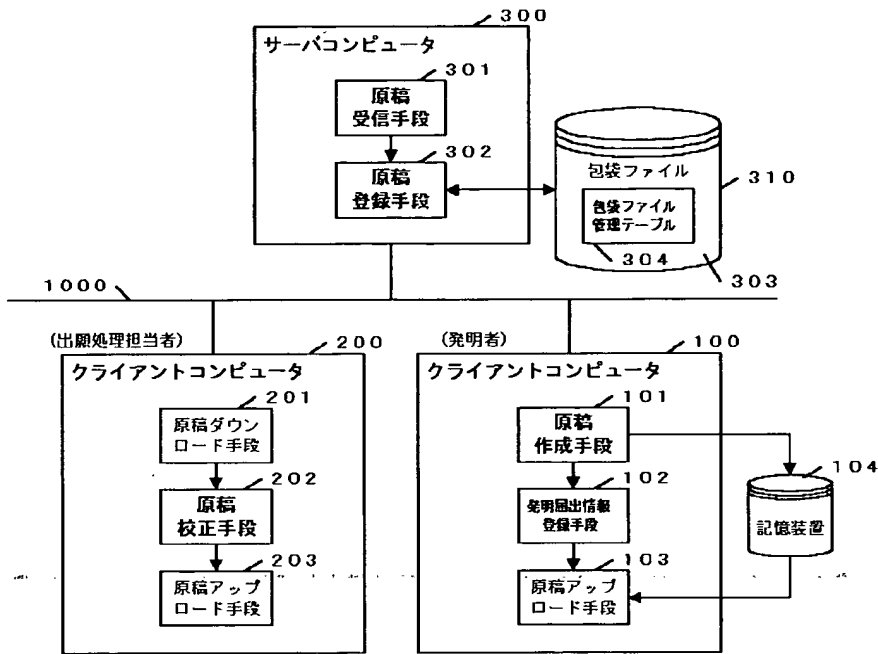 300
サーバコンピュータ
301
原稿
受信手段
302
原稿
登録手段
包袋ファイル
310
包袋ファイル
管理テーブル
304
303
1000
(出願処理担当者)
200
クライアントコンピュータ
201
原稿ダウン
ロード手段
202
原稿
校正手段
203
原稿アップ
ロード手段
(発明者)
100
クライアントコンピュータ
101
原稿
作成手段
102
発明届出情報
登録手段
103
原稿アップ
ロード手段
104
記憶装置